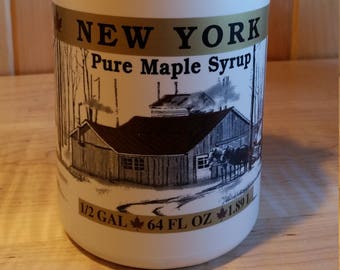 NEW YORK
Pure Maple Syrup
1/2 GAL 64 FL OZ 1.89 L